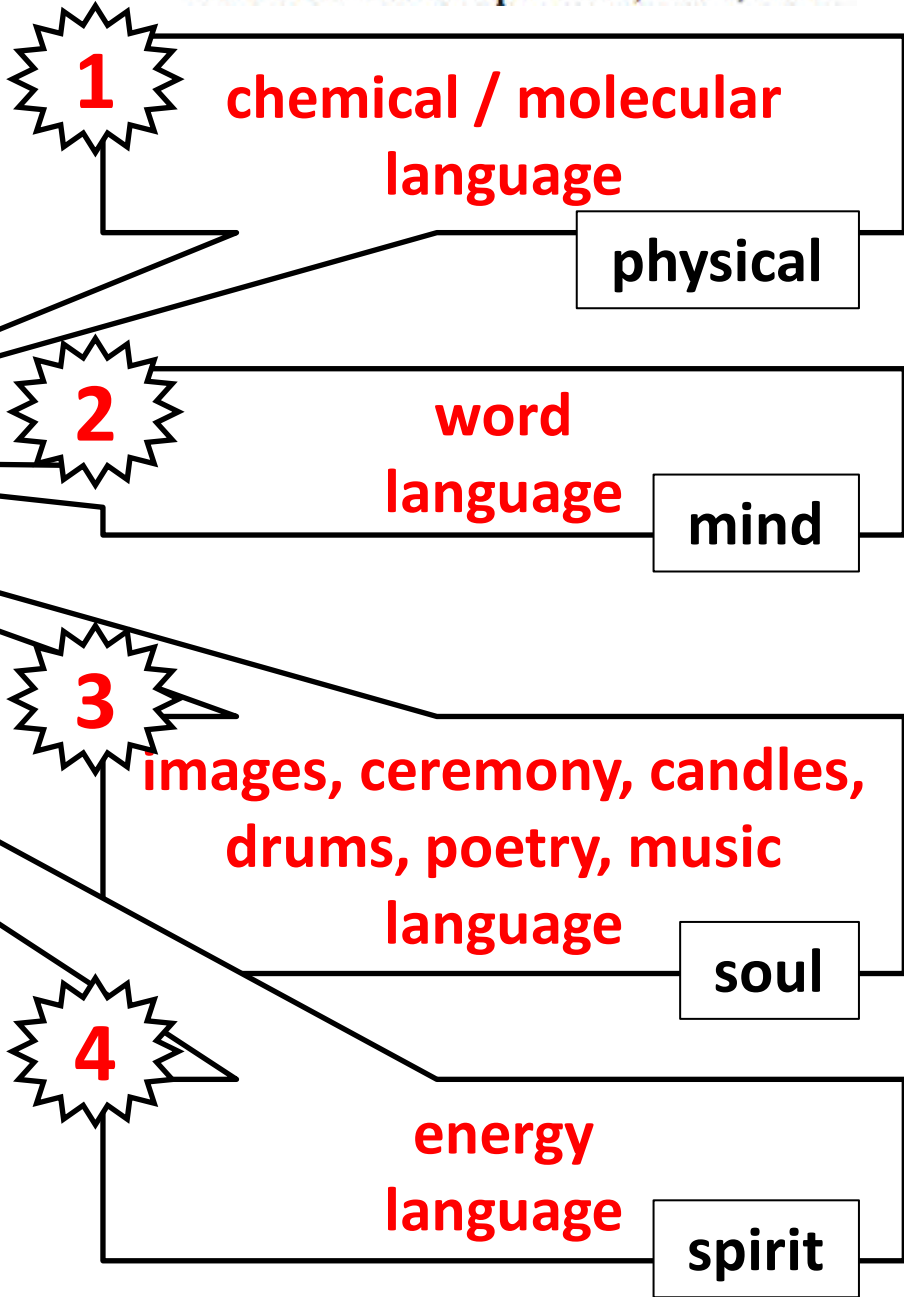 1
chemical / molecular
language
physical
2
word
language
mind
3
images, ceremony, candles,
drums, poetry, music
language
soul
4
energy
language
spirit